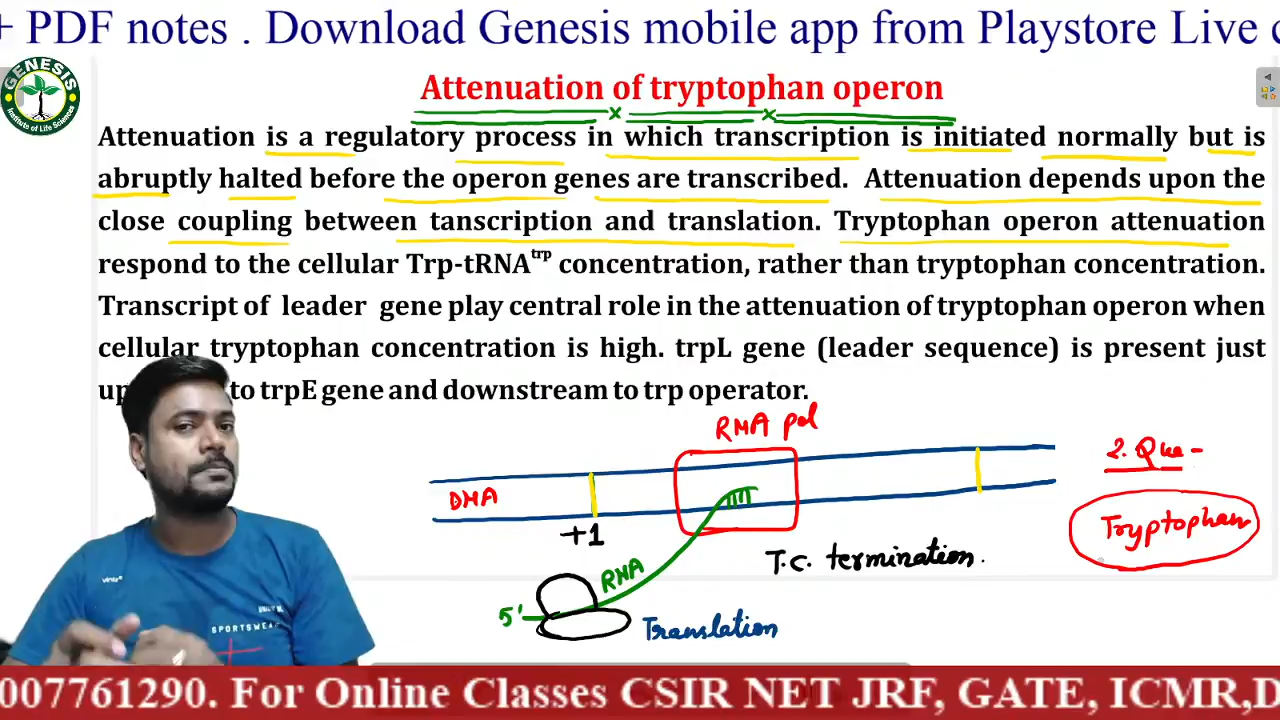 + PDF notes . Download Genesis mobile app from Playstore Live c
GENESIS
Institute of Life Sciences
Attenuation of tryptophan operon
Attenuation is a regulatory process in which transcription is initiated normally but is
abruptly halted before the operon genes are transcribed. Attenuation depends upon the
close coupling between tanscription and translation. Tryptophan operon attenuation
respond to the cellular Trp-tRNAtrp concentration, rather than tryptophan concentration.
Transcript of leader gene play central role in the attenuation of tryptophan operon when
cellular tryptophan concentration is high. trpL gene (leader sequence) is present just
to trpE gene and downstream to trp operator.
RNA pol
2. Que -
DNA
Tryptophan
+1
T.C. termination.
RNA
5'
Translation
SPORTSWEAR
007761290. For Online Classes CSIR NET JRF, GATE, ICMR,D